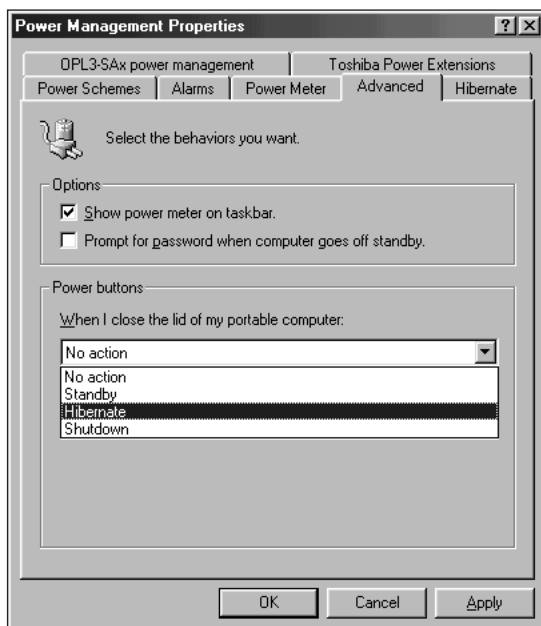 Power Management Properties
OPL3-SAx power management
Toshiba Power Extensions
Power Schemes
Alarms
Power Meter
Advanced
Hibernate
Select the behaviors you want.
Options
Show power meter on taskbar.
Prompt for password when computer goes off standby.
Power buttons
When I close the lid of my portable computer:
No action
No action
Standby
Hibernate
Shutdown
OK
Cancel
Apply